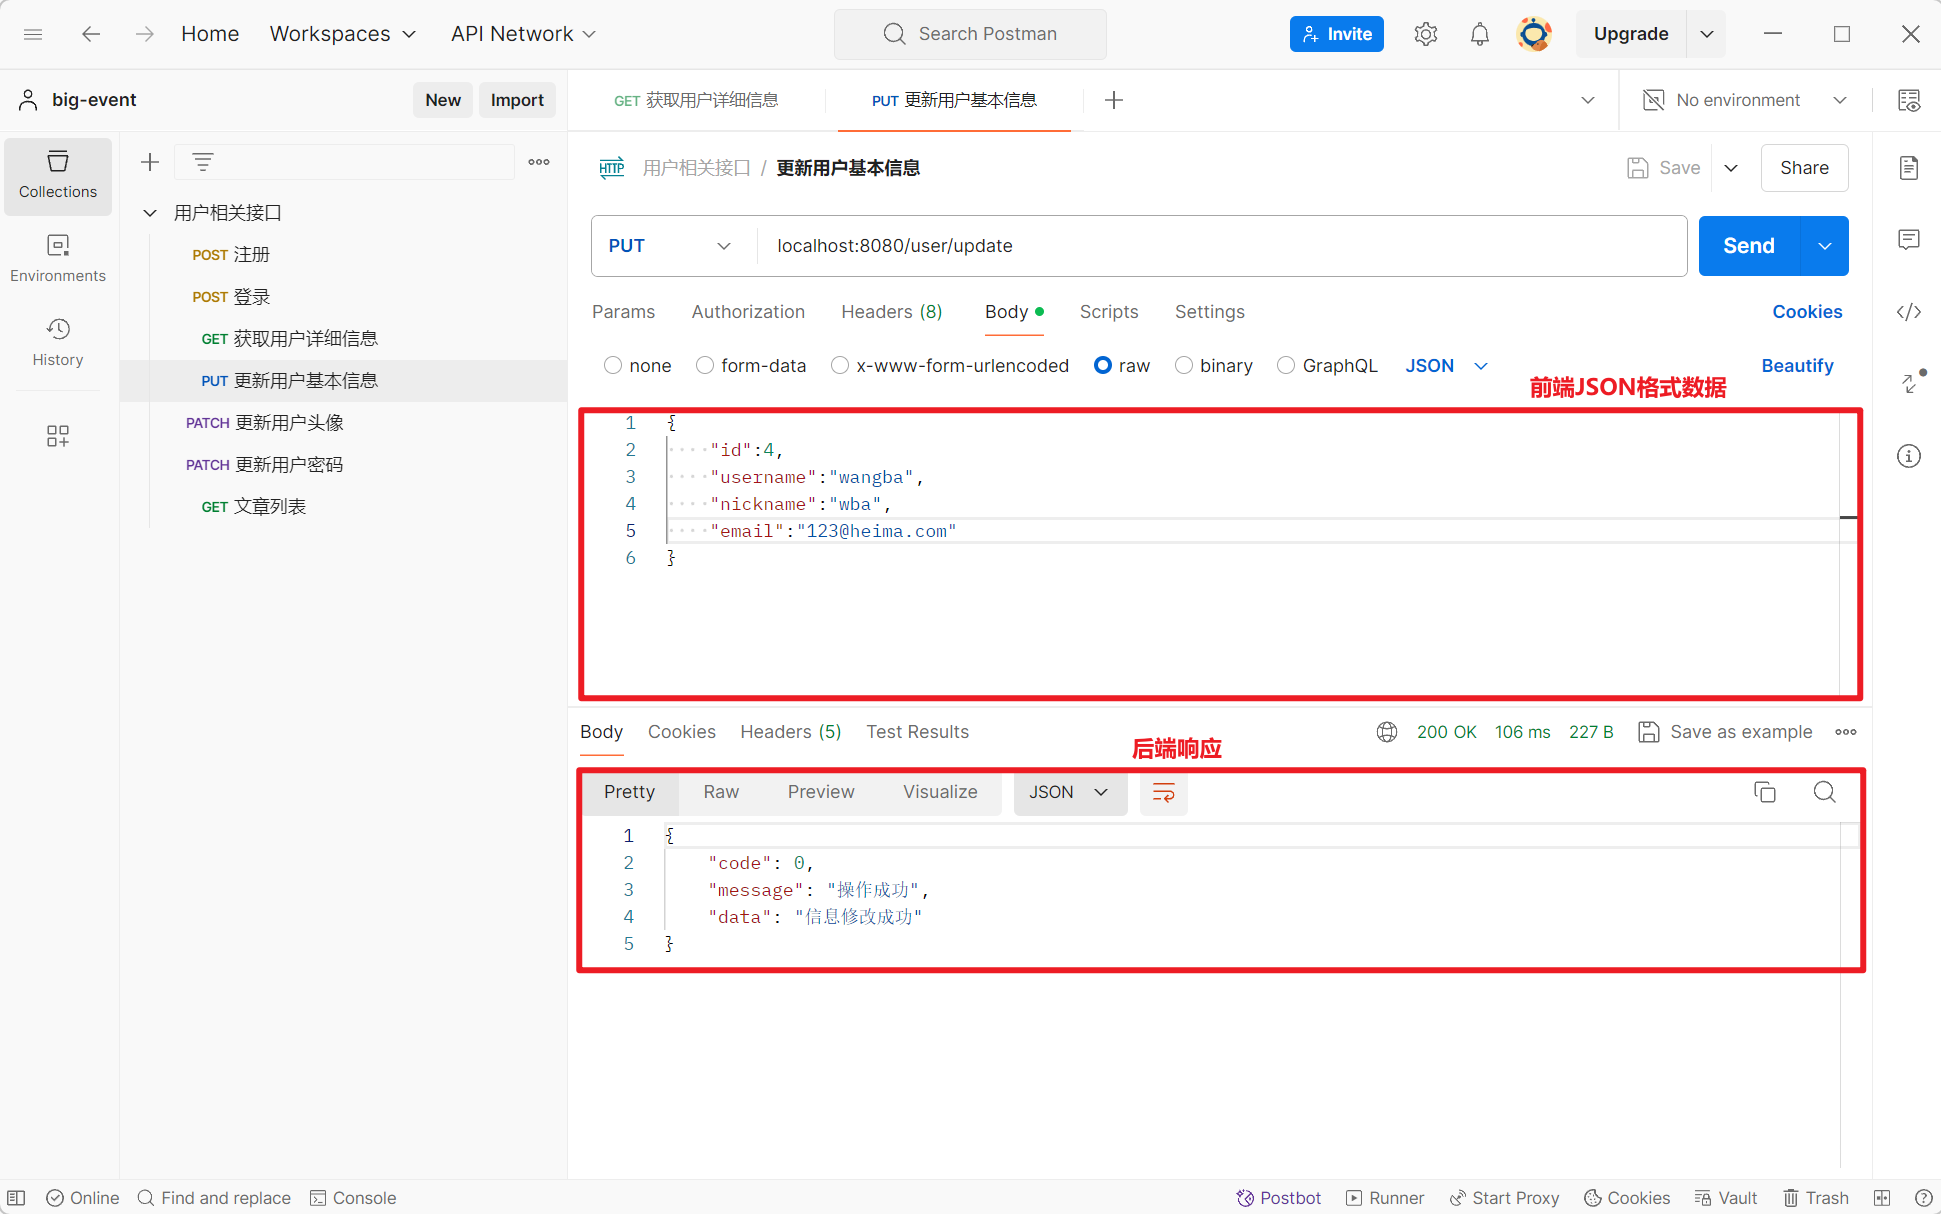 Home Workspaces API Network Search Postman Invite Upgrade
big-event New Import
GET 获取用户详细信息 PUT 更新用户基本信息 No environment
Collections
Environments
History
用户相关接口
POST 注册
POST 登录
GET 获取用户详细信息
PUT 更新用户基本信息
PATCH 更新用户头像
PATCH 更新用户密码
GET 文章列表
HTTP 用户相关接口 / 更新用户基本信息 Save Share
PUT localhost:8080/user/update Send
Params Authorization Headers (8) Body Scripts Settings Cookies
none form-data x-www-form-urlencoded raw binary GraphQL JSON Beautify
前端JSON格式数据
1 {
2 "id":4,
3 "username":"wangba",
4 "nickname":"wba",
5 "email":"123@heima.com"
6 }
Body Cookies Headers (5) Test Results 200 OK 106 ms 227 B Save as example
后端响应
Pretty Raw Preview Visualize JSON
1 {
2 "code": 0,
3 "message": "操作成功",
4 "data": "信息修改成功"
5 }
Online Find and replace Console Postbot Runner Start Proxy Cookies Vault Trash